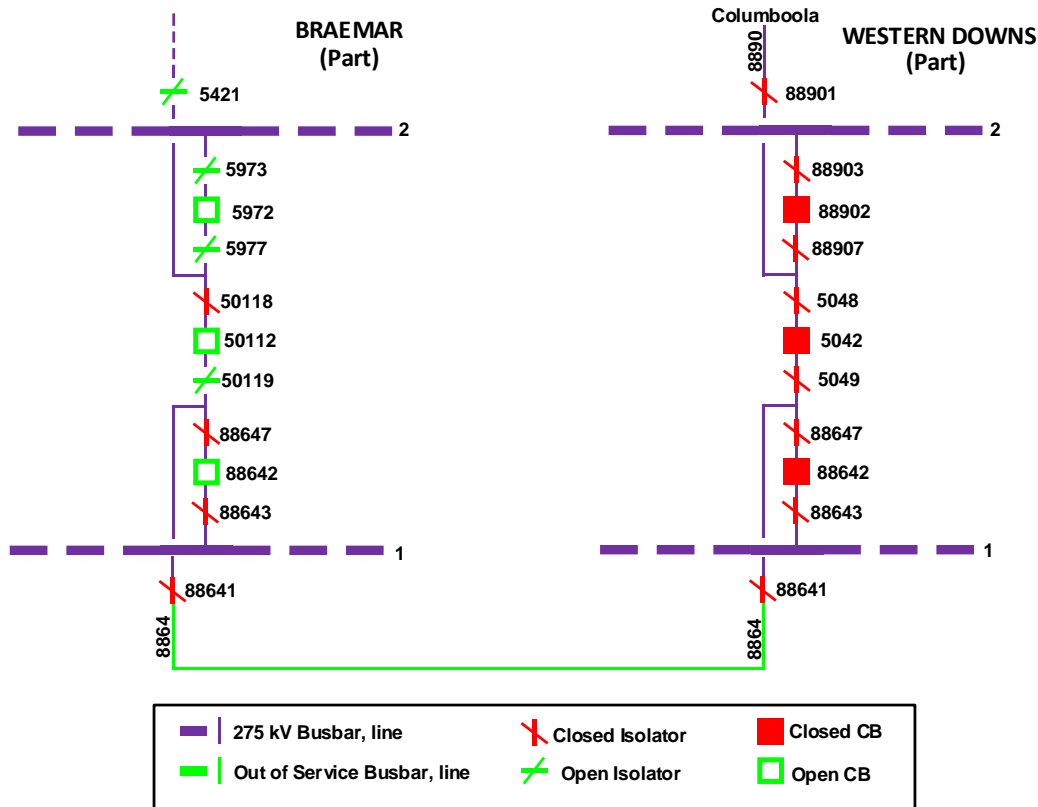 BRAEMAR
(Part)
5421
2
5973
5972
5977
50118
50112
50119
88647
88642
88643
1
88641
8864
Columboola
8890
WESTERN DOWNS
(Part)
88901
2
88903
88902
88907
5048
5042
5049
88647
88642
88643
1
88641
8864
275 kV Busbar, line
Closed Isolator
Closed CB
Out of Service Busbar, line
Open Isolator
Open CB